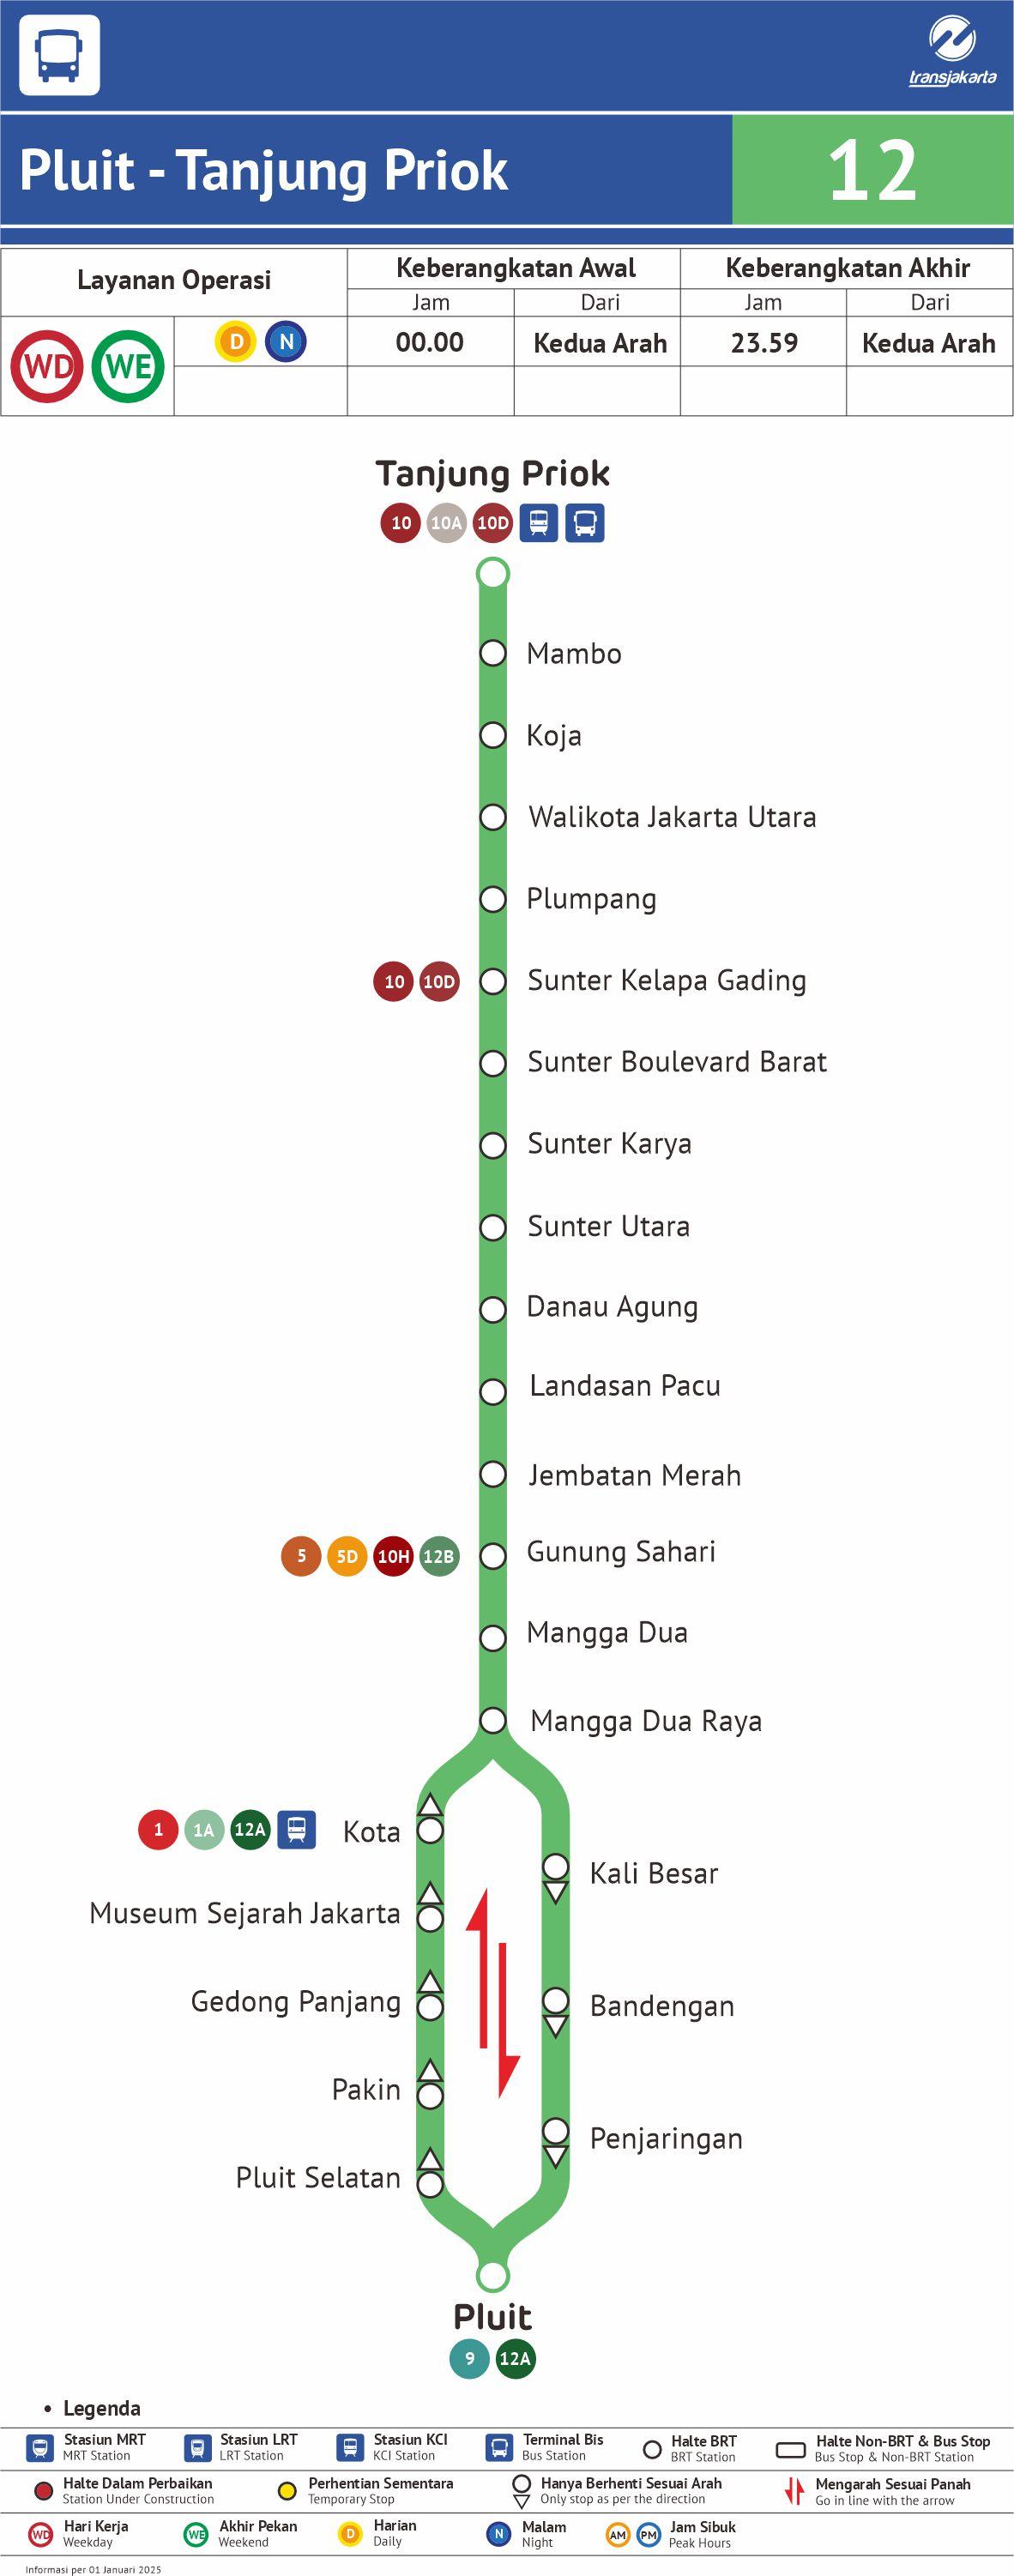 transjakarta
Pluit - Tanjung Priok
12
Layanan Operasi
Keberangkatan Awal
Keberangkatan Akhir
Jam
Dari
Jam
Dari
WD WE
D N
00.00
Kedua Arah
23.59
Kedua Arah
Tanjung Priok
10 10A 10D
Mambo
Koja
Walikota Jakarta Utara
Plumpang
10 10D Sunter Kelapa Gading
Sunter Boulevard Barat
Sunter Karya
Sunter Utara
Danau Agung
Landasan Pacu
Jembatan Merah
5 5D 10H 12B Gunung Sahari
Mangga Dua
Mangga Dua Raya
1 1A 12A Kota
Kali Besar
Museum Sejarah Jakarta
Gedong Panjang
Bandengan
Pakin
Penjaringan
Pluit Selatan
Pluit
9 12A
• Legenda
Stasiun MRT
MRT Station
Stasiun LRT
LRT Station
Stasiun KCI
KCI Station
Terminal Bis
Bus Station
Halte BRT
BRT Station
Halte Non-BRT & Bus Stop
Bus Stop & Non-BRT Station
Halte Dalam Perbaikan
Station Under Construction
Perhentian Sementara
Temporary Stop
Hanya Berhenti Sesuai Arah
Only stop as per the direction
Mengarah Sesuai Panah
Go in line with the arrow
WD Hari Kerja
Weekday
WE Akhir Pekan
Weekend
D Harian
Daily
N Malam
Night
AM PM Jam Sibuk
Peak Hours
Informasi per 01 Januari 2025